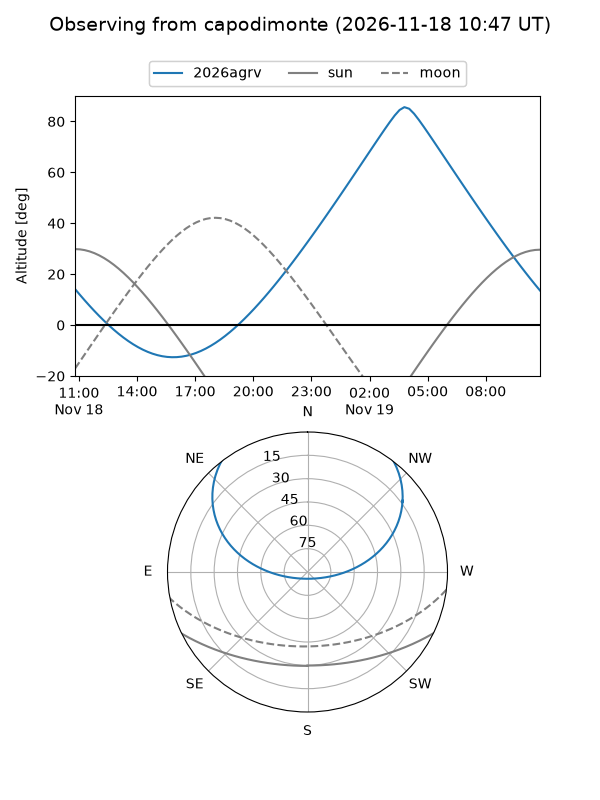 Observing from capodimonte (2026-11-18 10:47 UT)
2026agrv sun moon
Altitude [deg]
80
60
40
20
0
−20
11:00 14:00 17:00 20:00 23:00 02:00 05:00 08:00
Nov 18 Nov 19
N
NE NW
15
30
45
60
75
E W
SE SW
S